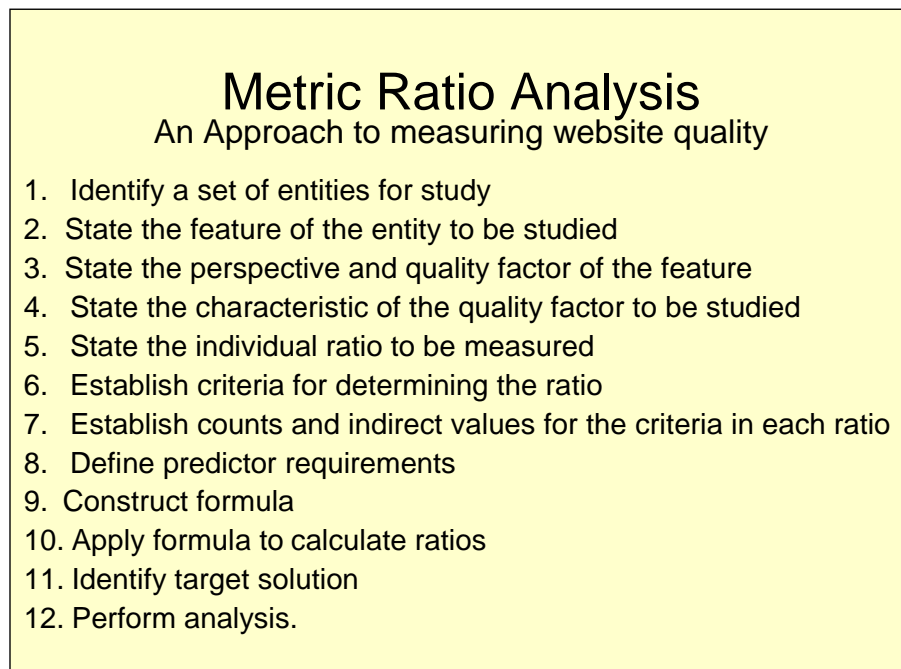 Metric Ratio Analysis
An Approach to measuring website quality
1. Identify a set of entities for study
2. State the feature of the entity to be studied
3. State the perspective and quality factor of the feature
4. State the characteristic of the quality factor to be studied
5. State the individual ratio to be measured
6. Establish criteria for determining the ratio
7. Establish counts and indirect values for the criteria in each ratio
8. Define predictor requirements
9. Construct formula
10. Apply formula to calculate ratios
11. Identify target solution
12. Perform analysis.